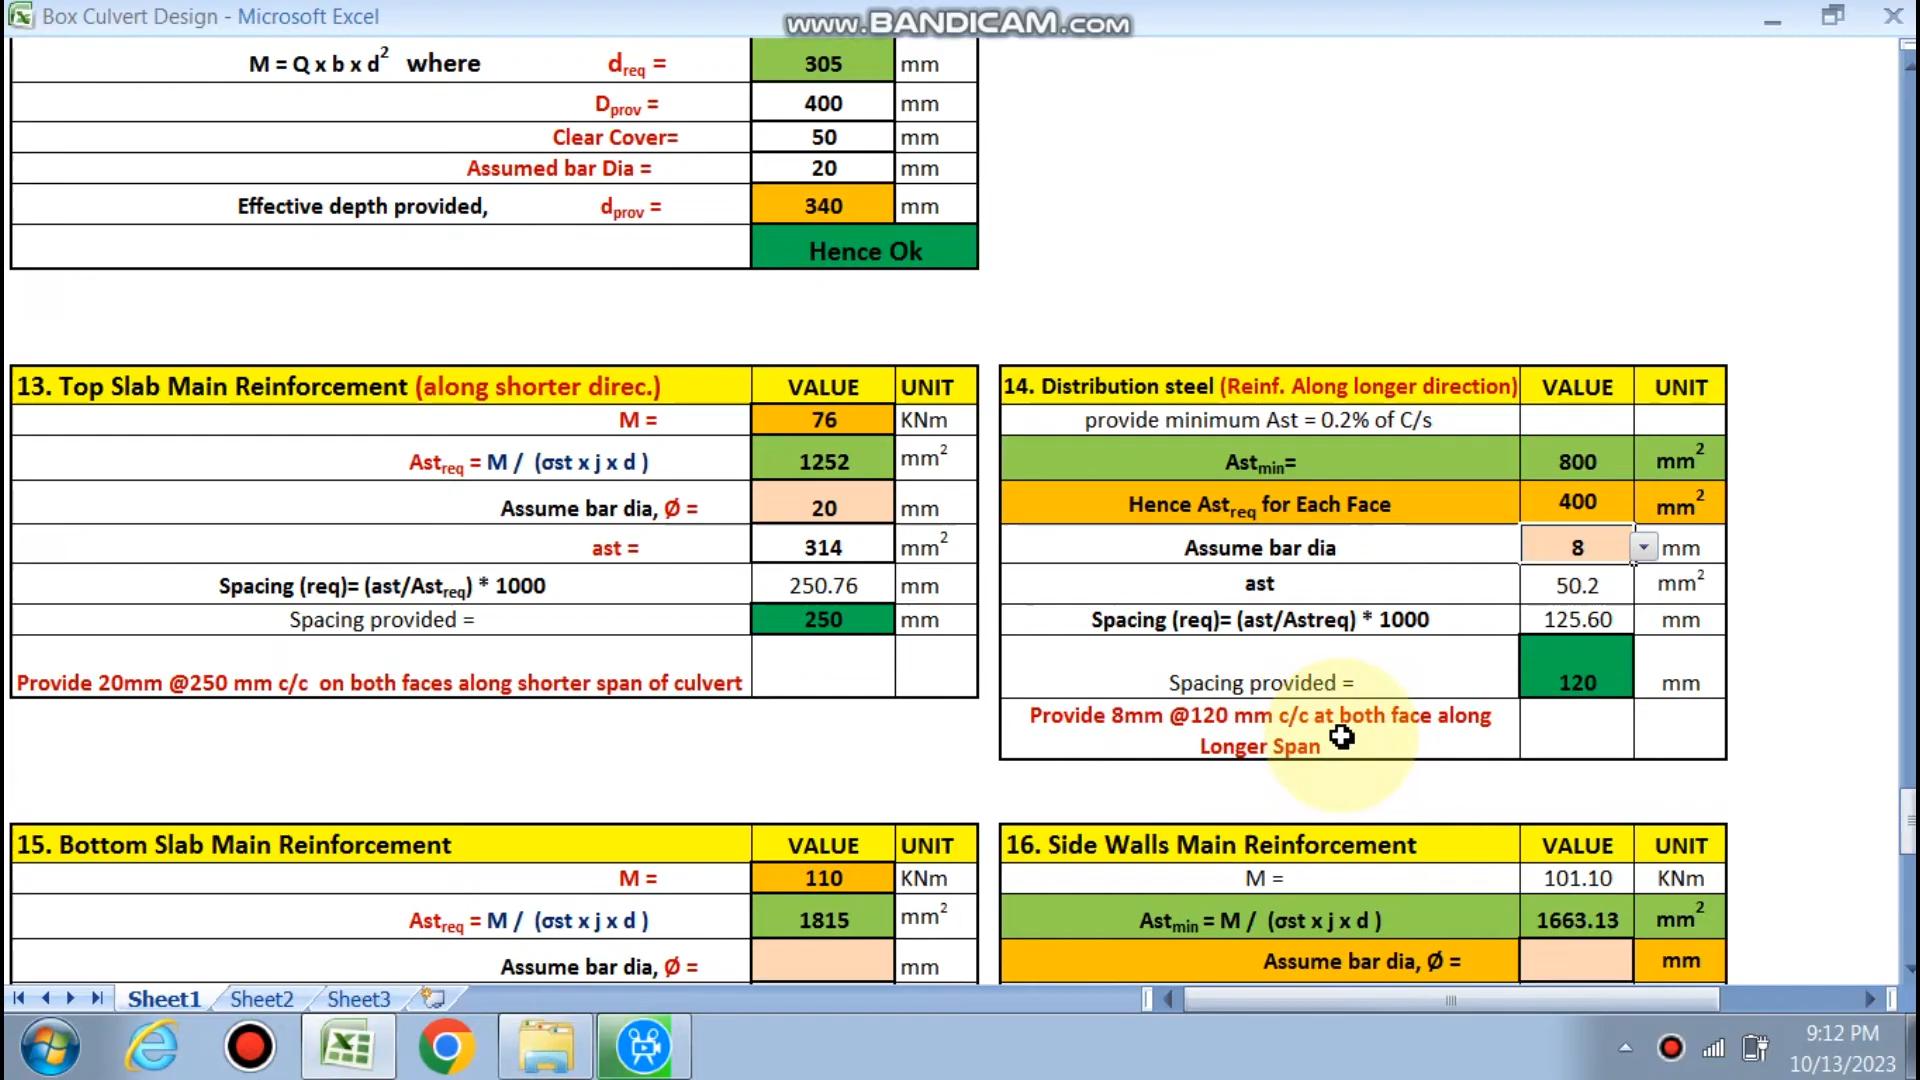 Box Culvert Design - Microsoft Excel
www.BANDICAM.com
M = Q x b x d2 where dreq = 305 mm
Dprov = 400 mm
Clear Cover= 50 mm
Assumed bar Dia = 20 mm
Effective depth provided, dprov = 340 mm
Hence Ok
13. Top Slab Main Reinforcement (along shorter direc.) VALUE UNIT
M = 76 KNm
Astreq = M / (σst x j x d ) 1252 mm2
Assume bar dia, Ø = 20 mm
ast = 314 mm2
Spacing (req)= (ast/Astreq) * 1000 250.76 mm
Spacing provided = 250 mm
Provide 20mm @250 mm c/c on both faces along shorter span of culvert
14. Distribution steel (Reinf. Along longer direction) VALUE UNIT
provide minimum Ast = 0.2% of C/s
Astmin= 800 mm2
Hence Astreq for Each Face 400 mm2
Assume bar dia 8 mm
ast 50.2 mm2
Spacing (req)= (ast/Astreq) * 1000 125.60 mm
Spacing provided = 120 mm
Provide 8mm @120 mm c/c at both face along
Longer Span
15. Bottom Slab Main Reinforcement VALUE UNIT
M = 110 KNm
Astreq = M / (σst x j x d ) 1815 mm2
Assume bar dia, Ø = mm
16. Side Walls Main Reinforcement VALUE UNIT
M = 101.10 KNm
Astmin = M / (σst x j x d ) 1663.13 mm2
Assume bar dia, Ø = mm
Sheet1 Sheet2 Sheet3
9:12 PM
10/13/2023